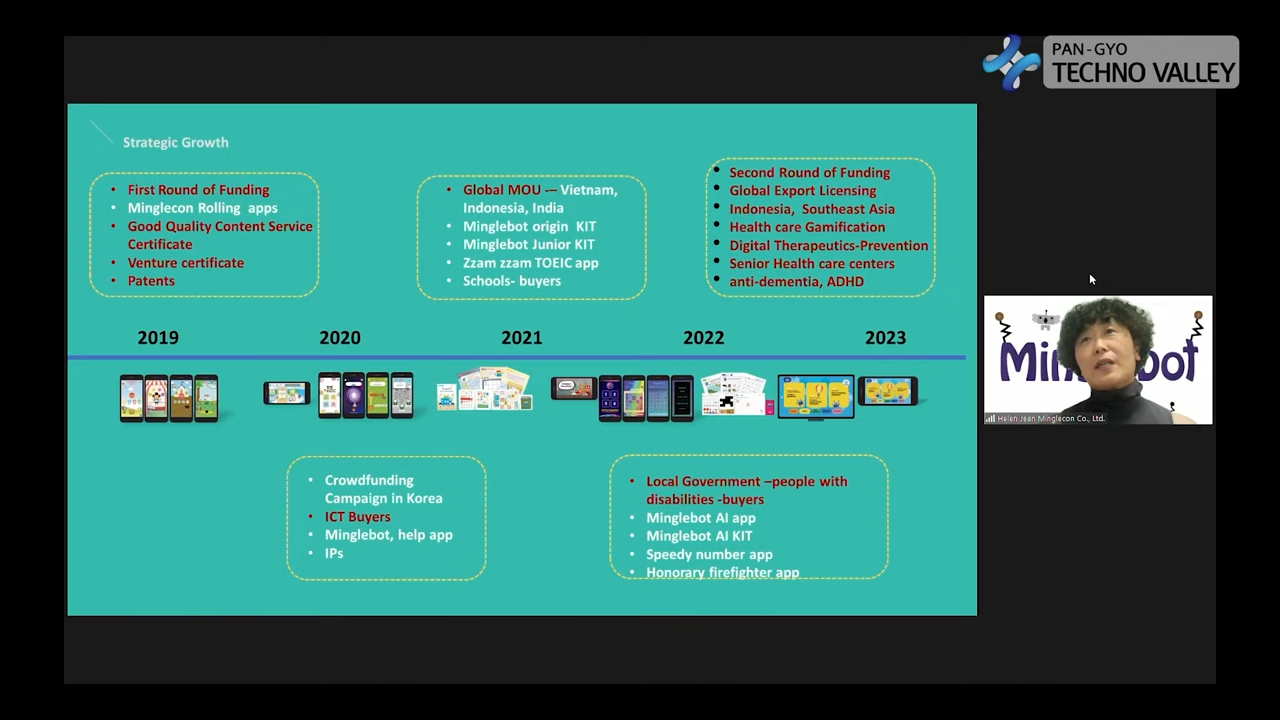 PAN-GYO
TECHNO VALLEY
Strategic Growth
• First Round of Funding
• Minglecon Rolling apps
• Good Quality Content Service
Certificate
• Venture certificate
• Patents
• Global MOU -– Vietnam,
Indonesia, India
• Minglebot origin KIT
• Minglebot Junior KIT
• Zzam zzam TOEIC app
• Schools- buyers
• Second Round of Funding
• Global Export Licensing
• Indonesia, Southeast Asia
• Health care Gamification
• Digital Therapeutics-Prevention
• Senior Health care centers
• anti-dementia, ADHD
2019
2020
2021
2022
2023
• Crowdfunding
Campaign in Korea
• ICT Buyers
• Minglebot, help app
• IPs
• Local Government –people with
disabilities -buyers
• Minglebot AI app
• Minglebot AI KIT
• Speedy number app
• Honorary firefighter app
Helen Jean Minglecon Co., Ltd.